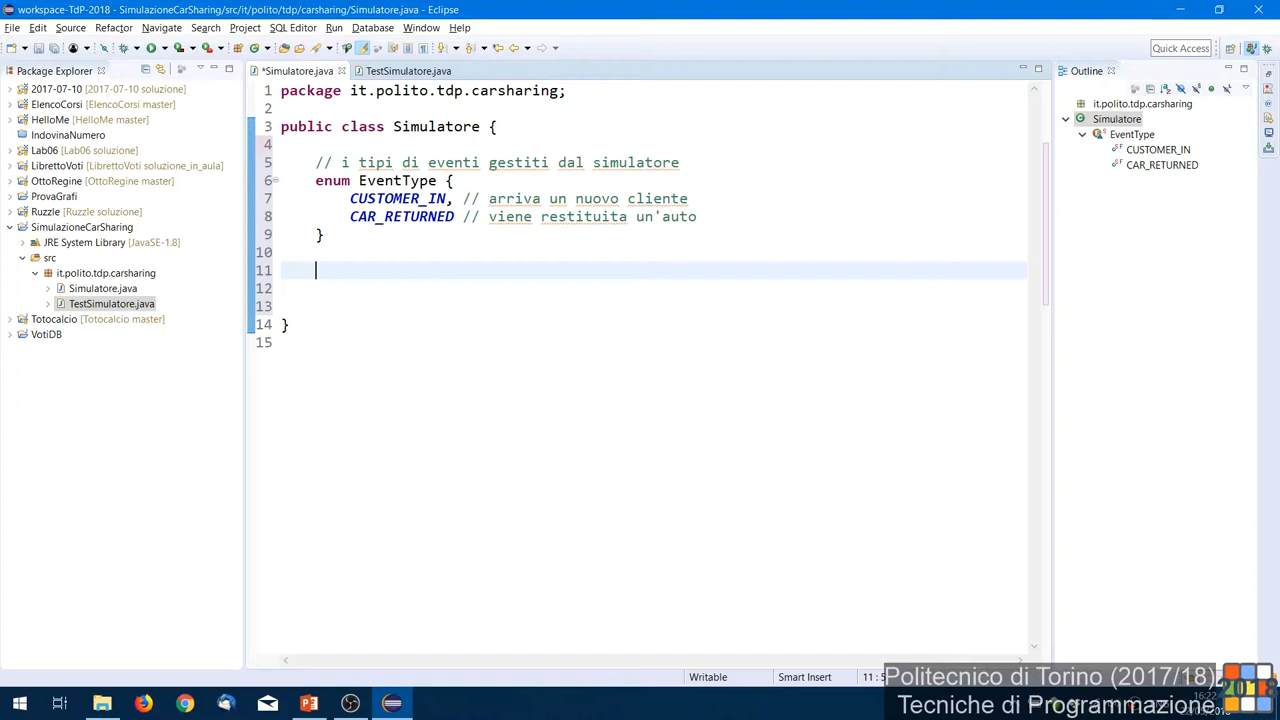 workspace-TdP-2018 - SimulazioneCarSharing/src/it/polito/tdp/carsharing/Simulatore.java - Eclipse
File Edit Source Refactor Navigate Search Project SQL Editor Run Database Window Help
Quick Access
Package Explorer
*Simulatore.java
TestSimulatore.java
Outline
2017-07-10 [2017-07-10 soluzione]
ElencoCorsi [ElencoCorsi master]
HelloMe [HelloMe master]
IndovinaNumero
Lab06 [Lab06 soluzione]
LibrettoVoti [LibrettoVoti soluzione_in_aula]
OttoRegine [OttoRegine master]
ProvaGrafi
Ruzzle [Ruzzle soluzione]
SimulazioneCarSharing
JRE System Library [JavaSE-1.8]
src
it.polito.tdp.carsharing
Simulatore.java
TestSimulatore.java
Totocalcio [Totocalcio master]
VotiDB
1 package it.polito.tdp.carsharing;
2
3 public class Simulatore {
4
5 // i tipi di eventi gestiti dal simulatore
6 enum EventType {
7 CUSTOMER_IN, // arriva un nuovo cliente
8 CAR_RETURNED // viene restituita un'auto
9 }
10
11
12
13
14 }
15
it.polito.tdp.carsharing
Simulatore
EventType
CUSTOMER_IN
CAR_RETURNED
Writable
Smart Insert
11:5
Politecnico di Torino (2017/18)
Tecniche di Programmazione
2018
16:22